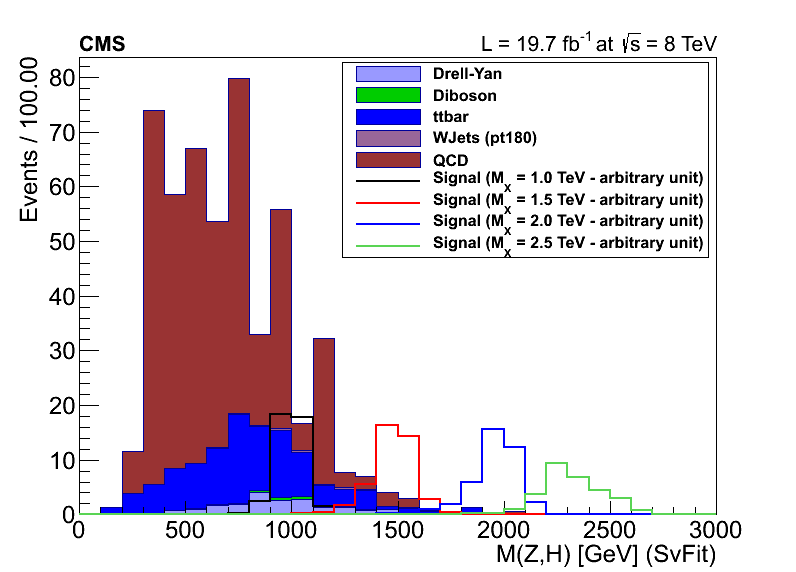 CMS
L = 19.7 fb⁻¹ at √s = 8 TeV
Events / 100.00
80
70
60
50
40
30
20
10
0
Drell-Yan
Diboson
ttbar
WJets (pt180)
QCD
Signal (Mₓ = 1.0 TeV - arbitrary unit)
Signal (Mₓ = 1.5 TeV - arbitrary unit)
Signal (Mₓ = 2.0 TeV - arbitrary unit)
Signal (Mₓ = 2.5 TeV - arbitrary unit)
0 500 1000 1500 2000 2500 3000
M(Z,H) [GeV] (SvFit)